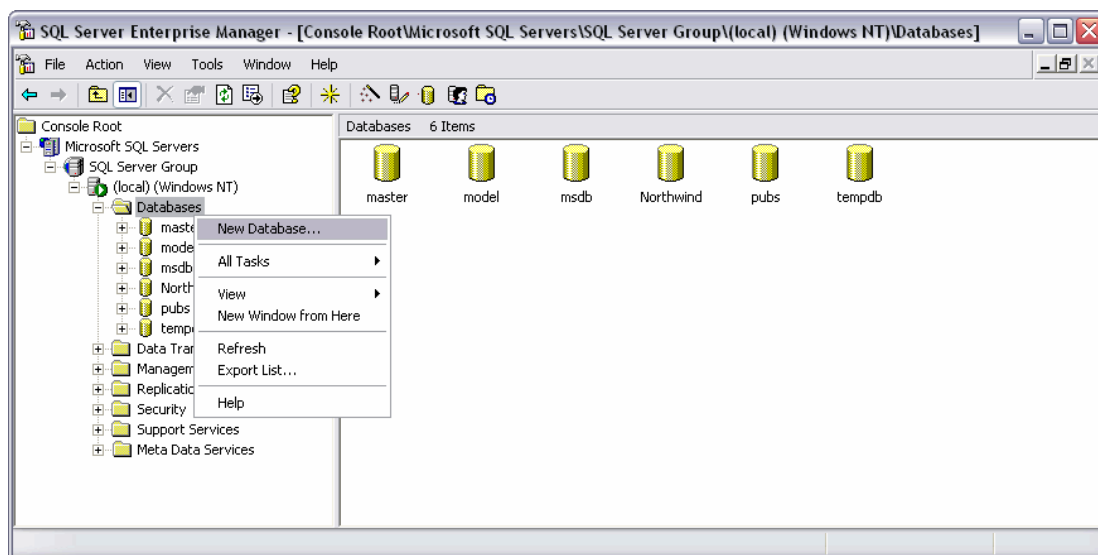 SQL Server Enterprise Manager - [Console Root\Microsoft SQL Servers\SQL Server Group\(local) (Windows NT)\Databases]
File Action View Tools Window Help
Console Root
Microsoft SQL Servers
SQL Server Group
(local) (Windows NT)
Databases
maste
mode
msdb
North
pubs
temp
Data Trar
Managem
Replicatic
Security
Support Services
Meta Data Services
New Database...
All Tasks
View
New Window from Here
Refresh
Export List...
Help
Databases 6 Items
master model msdb Northwind pubs tempdb